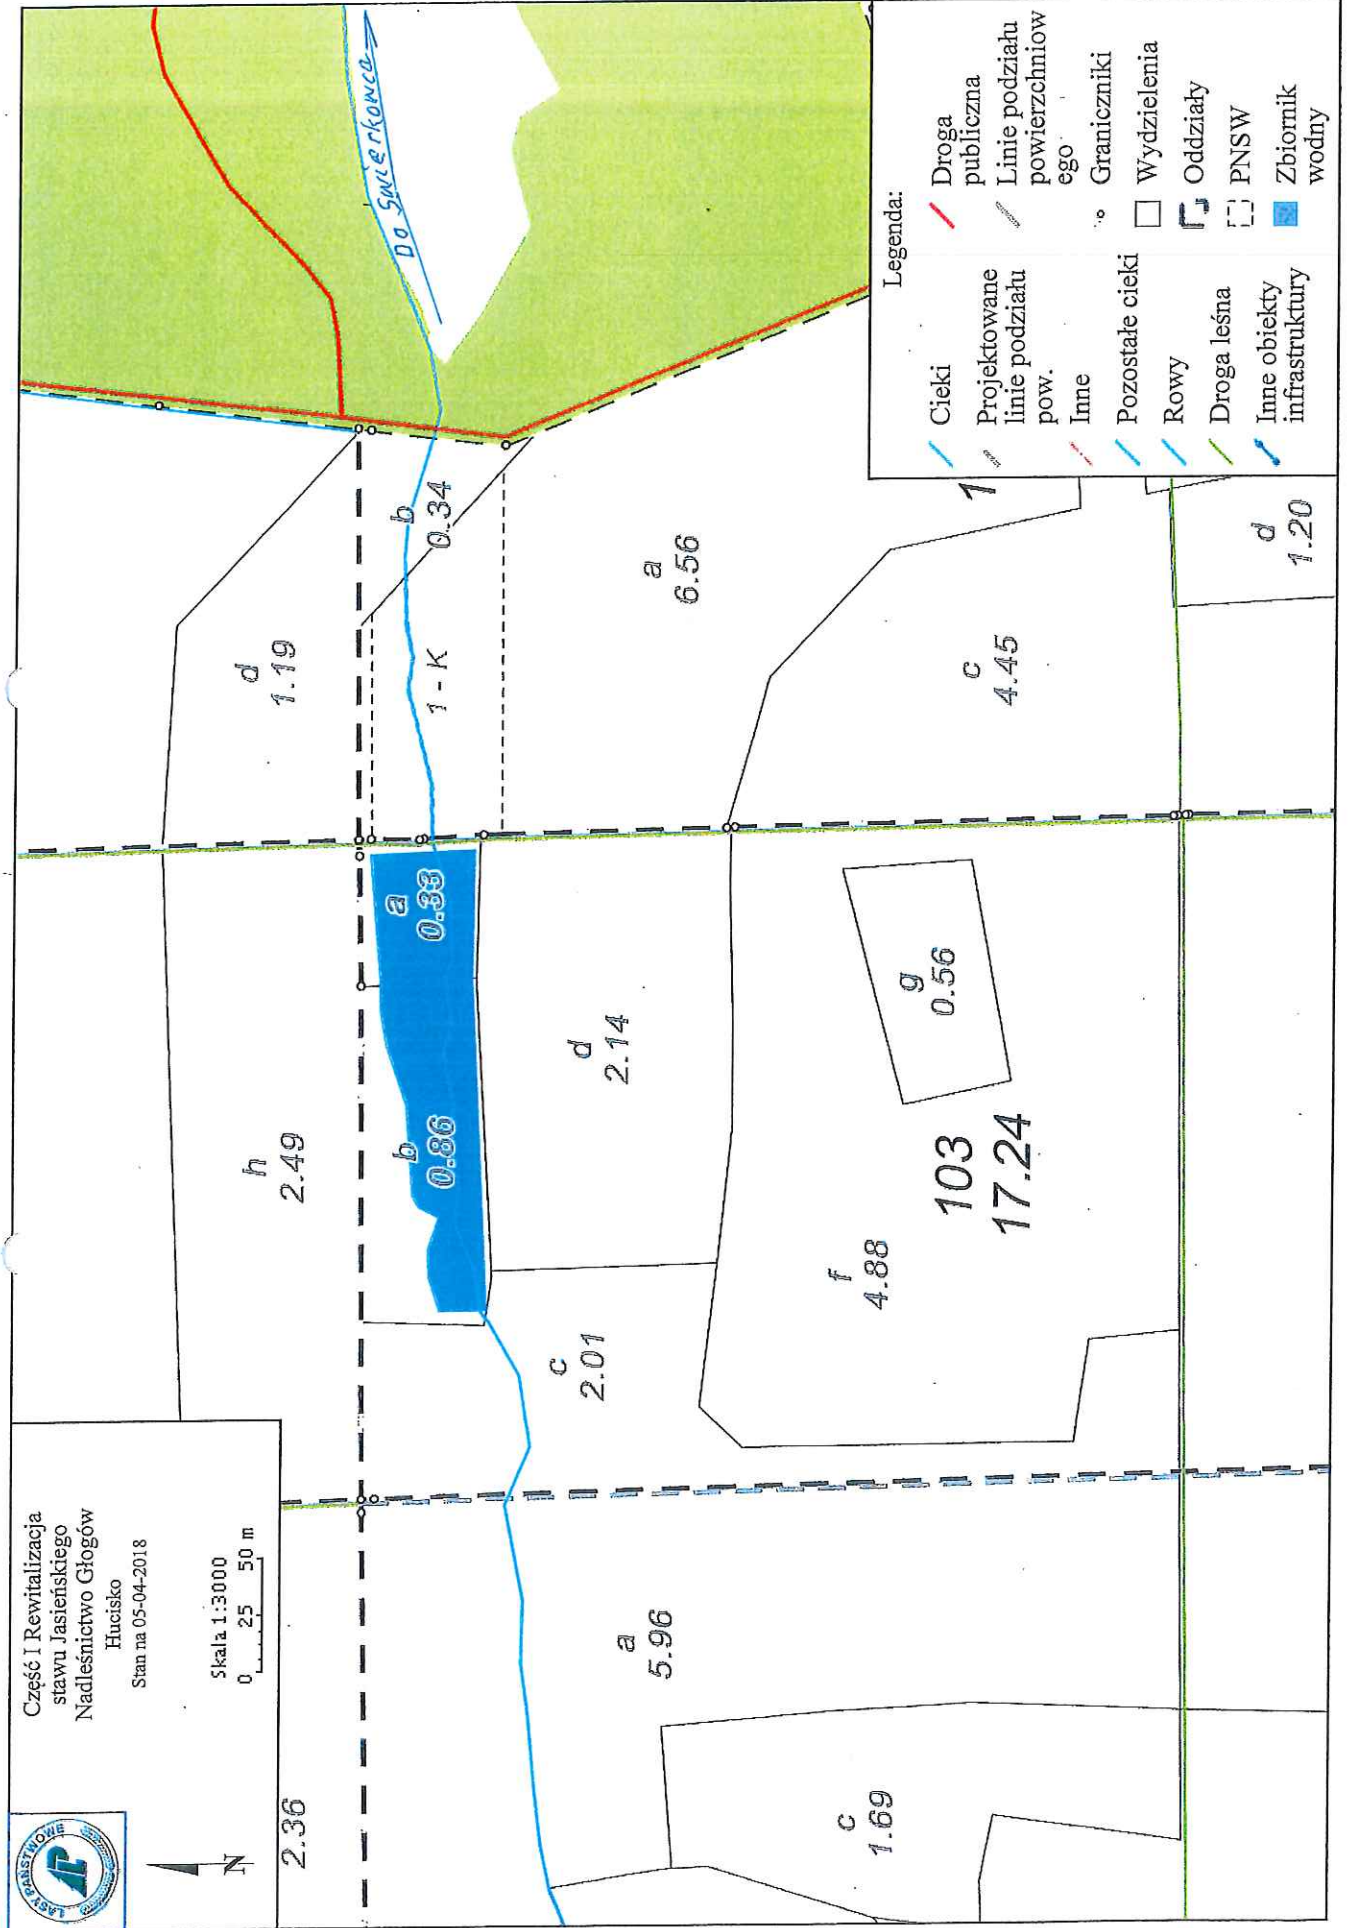 LASY PAŃSTWOWE
LP
Część I Rewitalizacja
stawu Jasieńskiego
Nadleśnictwo Głogów
Hucisko
Stan na 05-04-2018
Skala 1:3000
0 25 50 m
N
2.36
h
2.49
d
1.19
Do Świerkowca
b
0.86
a
0.33
1 - K
b
0.34
c
2.01
d
2.14
a
6.56
a
5.96
f
4.88
g
0.56
c
4.45
1
103
17.24
c
1.69
d
1.20
Legenda:
Cieki
Projektowane
linie podziału
pow.
Inne
Pozostałe cieki
Rowy
Droga leśna
Inne obiekty
infrastruktury
Droga
publiczna
Linie podziału
powierzchniow
ego
Graniczniki
Wydzielenia
Oddziały
PNSW
Zbiornik
wodny